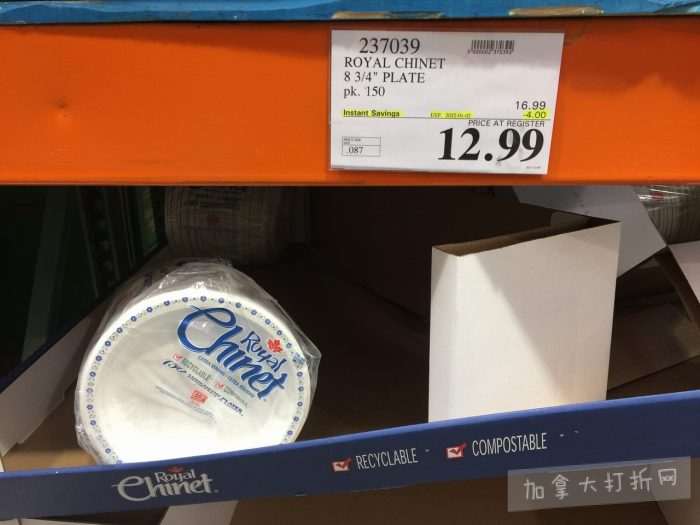 237039
ROYAL CHINET
8 3/4" PLATE
pk. 150
16.99
Instant Savings
-4.00
PRICE AT REGISTER
.087
12.99
Royal
Chinet
RECYCLABLE
Royal
Chinet
RECYCLABLE
COMPOSTABLE
加拿大打折网